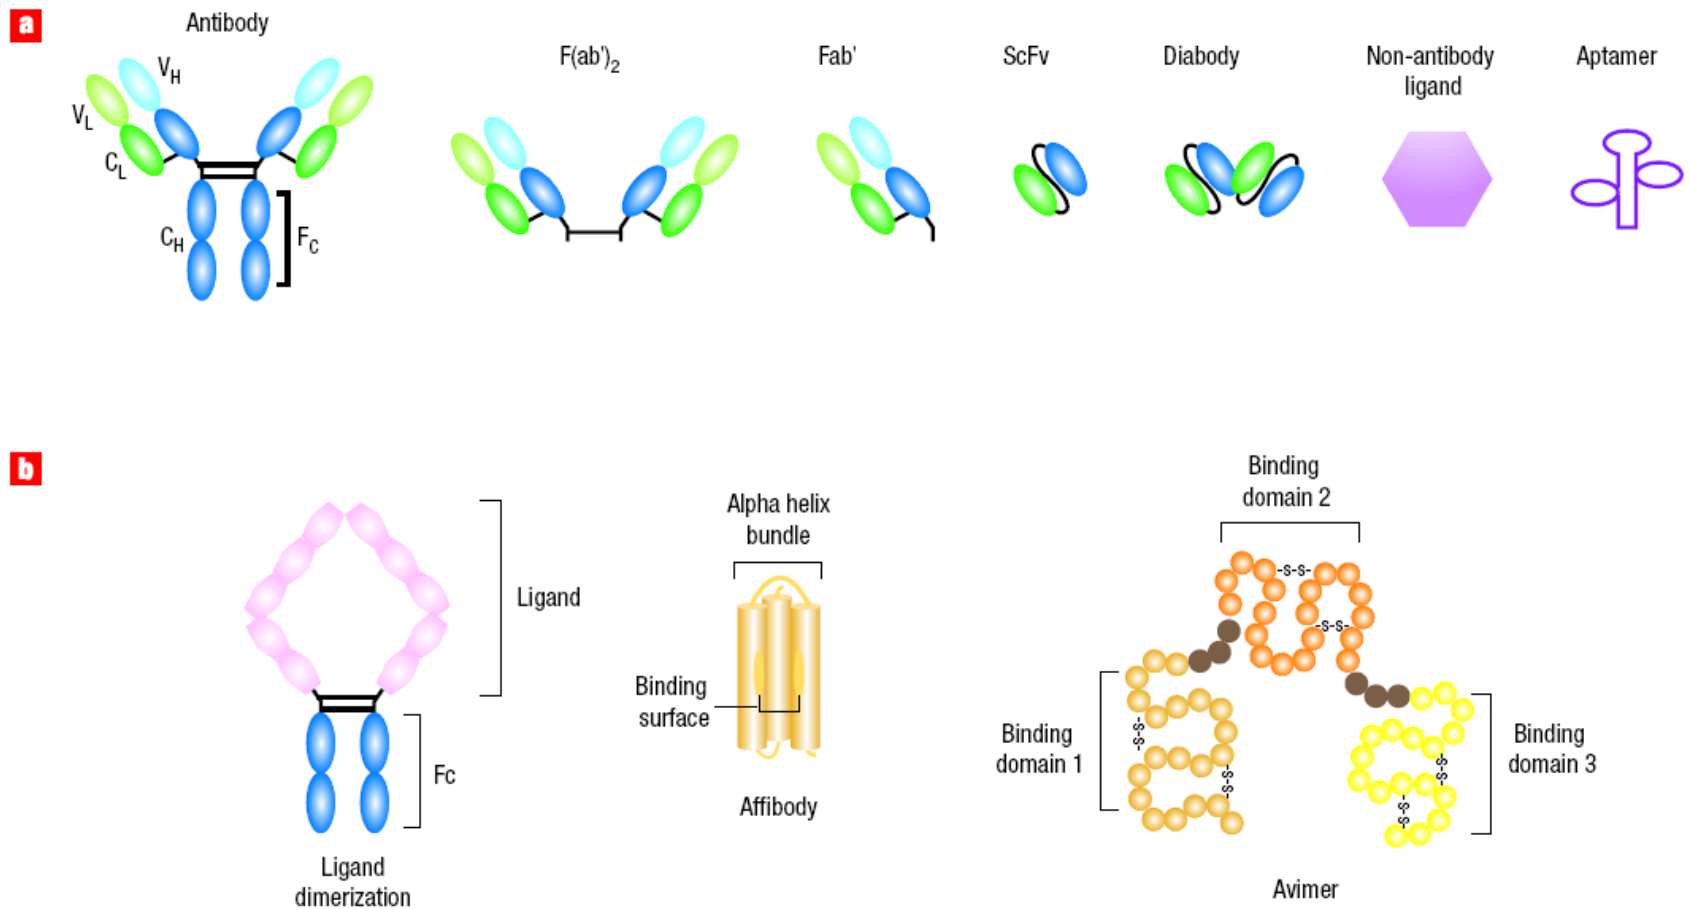 a
Antibody
F(ab')2
Fab'
ScFv
Diabody
Non-antibody
ligand
Aptamer
VH
VL
CL
CH
FC
b
Ligand
Fc
Ligand
dimerization
Alpha helix
bundle
Binding
surface
Affibody
Binding
domain 2
-s-s-
-s-s-
Binding
domain 1
-s-s-
-s-s-
Binding
domain 3
-s-s-
-s-s-
Avimer